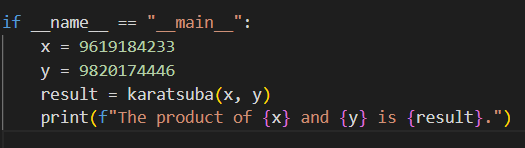 if __name__ == "__main__":
    x = 9619184233
    y = 9820174446
    result = karatsuba(x, y)
    print(f"The product of {x} and {y} is {result}.")